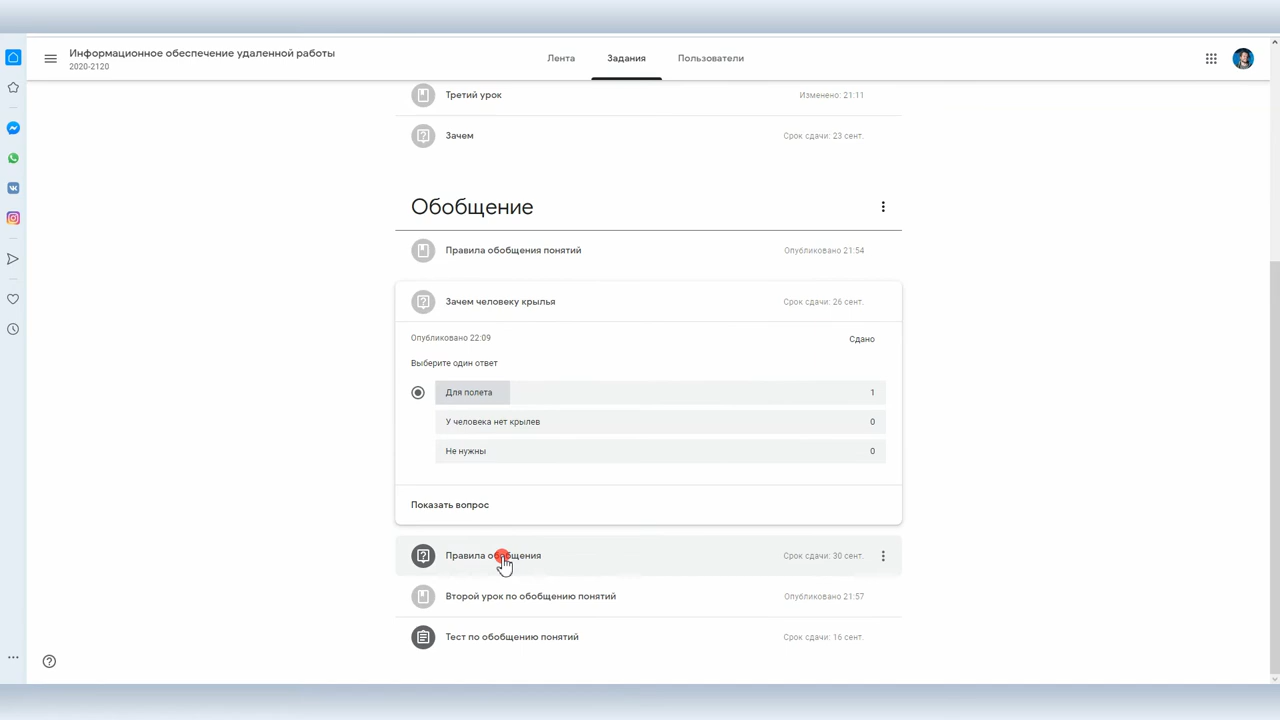 Информационное обеспечение удаленной работы
2020-2120
Лента
Задания
Пользователи
Третий урок
Изменено: 21:11
Зачем
Срок сдачи: 23 сент.
Обобщение
Правила обобщения понятий
Опубликовано 21:54
Зачем человеку крылья
Срок сдачи: 26 сент.
Опубликовано 22:09
Сдано
Выберите один ответ
Для полета
1
У человека нет крылев
0
Не нужны
0
Показать вопрос
Правила обобщения
Срок сдачи: 30 сент.
Второй урок по обобщению понятий
Опубликовано 21:57
Тест по обобщению понятий
Срок сдачи: 16 сент.